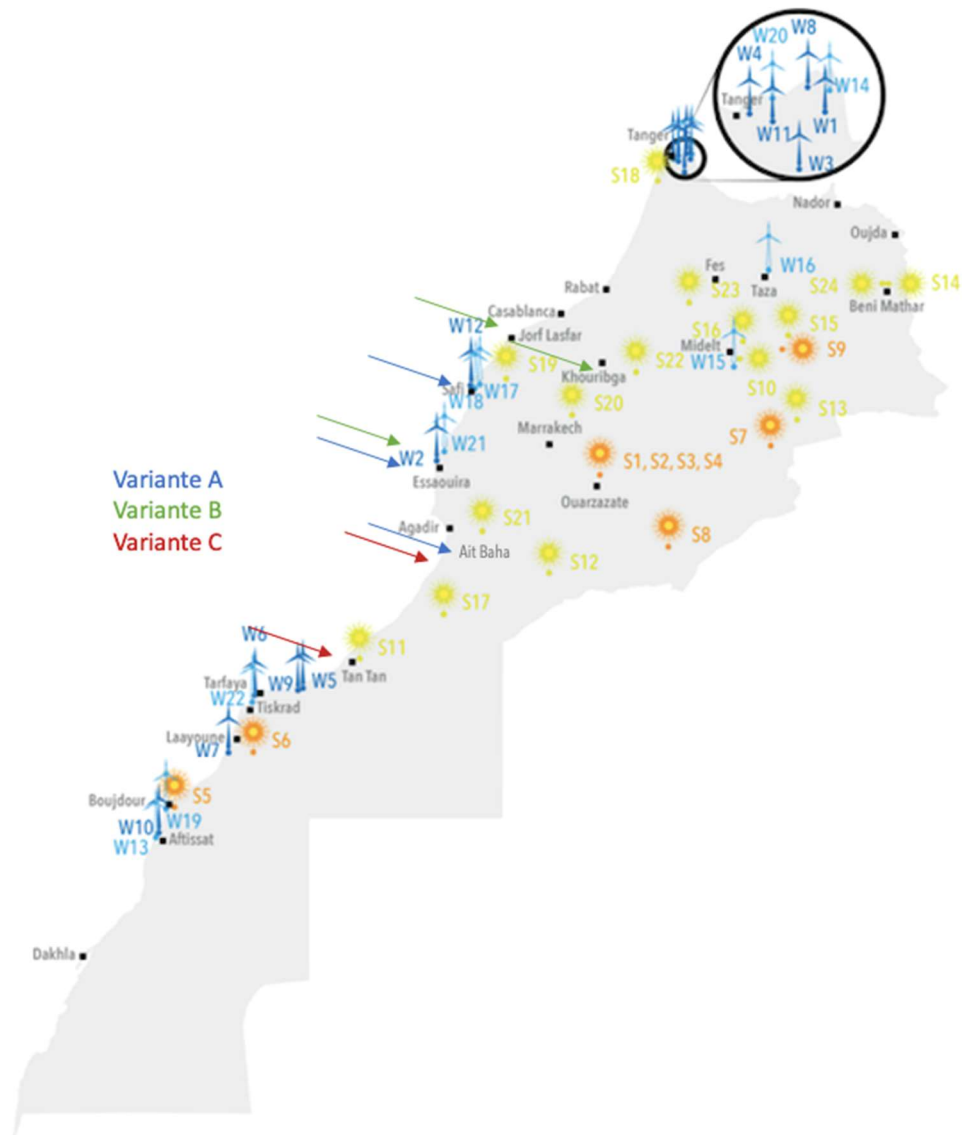 W8
W20
W4
W14
Tanger
W11
W1
W3
Tanger
S18
Nador
Oujda
W16
Fes
Taza
S23
S24
S14
Beni Mathar
Rabat
Casablanca
Jorf Lasfar
W12
S16
S15
Midelt
S9
W15
S19
S22
Khouribga
S10
Safi
W17
W18
S20
S13
Marrakech
W21
S7
W2
Essaouira
S1, S2, S3, S4
Ouarzazate
Variante A
Variante B
Variante C
S21
Agadir
Ait Baha
S8
S12
S17
W6
S11
Tan Tan
Tarfaya
W9
W5
W22
Tiskrad
Laayoune
W7
S6
S5
Boujdour
W19
W10
Aftissat
W13
Dakhla